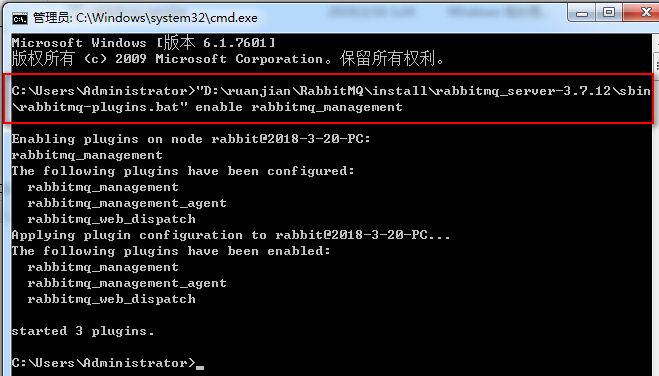 管理员: C:\Windows\system32\cmd.exe
Microsoft Windows [版本 6.1.7601]
版权所有 (c) 2009 Microsoft Corporation。保留所有权利。
C:\Users\Administrator>"D:\ruanjian\RabbitMQ\install\rabbitmq_server-3.7.12\sbin
\rabbitmq-plugins.bat" enable rabbitmq_management
Enabling plugins on node rabbit@2018-3-20-PC:
rabbitmq_management
The following plugins have been configured:
rabbitmq_management
rabbitmq_management_agent
rabbitmq_web_dispatch
Applying plugin configuration to rabbit@2018-3-20-PC...
The following plugins have been enabled:
rabbitmq_management
rabbitmq_management_agent
rabbitmq_web_dispatch
started 3 plugins.
C:\Users\Administrator>_